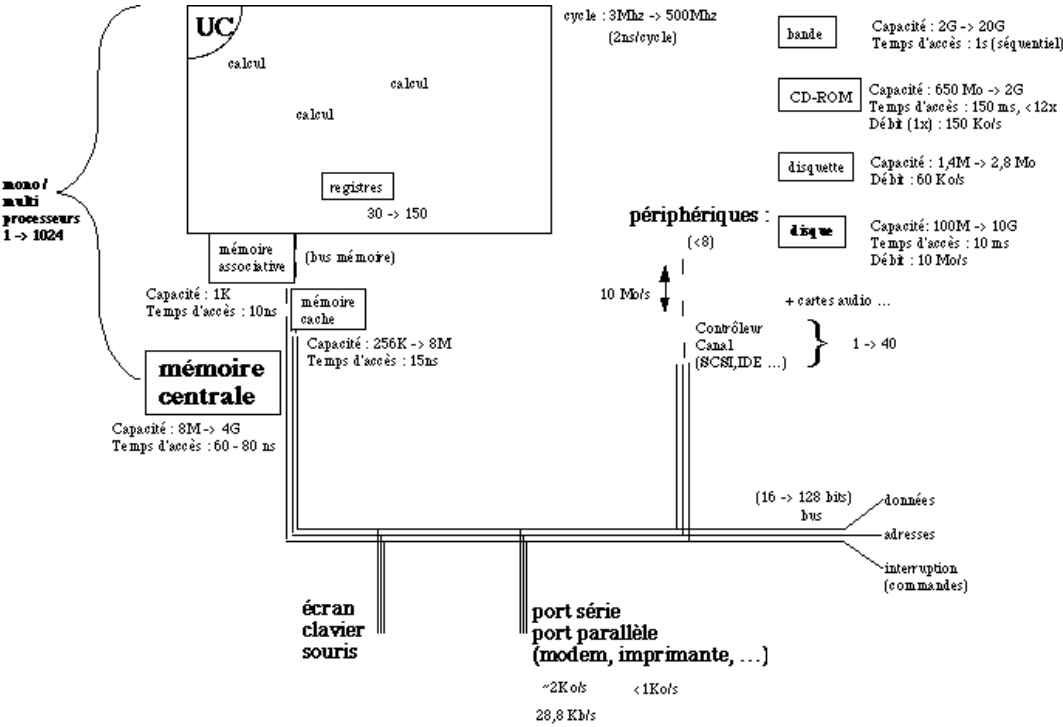 UC
calcul
calcul
calcul
registres
30 -> 150
cycle : 3Mhz -> 500Mhz
(2ns/cycle)
mono /
multi
processeurs
1 -> 1024
mémoire
associative
(bus mémoire)
Capacité : 1K
Temps d'accès : 10ns
mémoire
cache
Capacité : 256K -> 8M
Temps d'accès : 15ns
mémoire
centrale
Capacité : 8M -> 4G
Temps d'accès : 60 - 80 ns
bande
Capacité : 2G -> 20G
Temps d'accès : 1s (séquentiel)
CD-ROM
Capacité : 650 Mo -> 2G
Temps d'accès : 150 ms, <12x
Débit (1x) : 150 Ko/s
disquette
Capacité : 1,4M -> 2,8 Mo
Débit : 60 Ko/s
périphériques :
(<8)
disque
Capacité: 100M -> 10G
Temps d'accès : 10 ms
Débit : 10 Mo/s
10 Mo/s
+ cartes audio ...
Contrôleur
Canal
(SCSI,IDE ...)
1 -> 40
(16 -> 128 bits)
bus
données
adresses
interruption
(commandes)
écran
clavier
souris
port série
port parallèle
(modem, imprimante, ...)
~2Ko/s
<1Ko/s
28,8 Kb/s